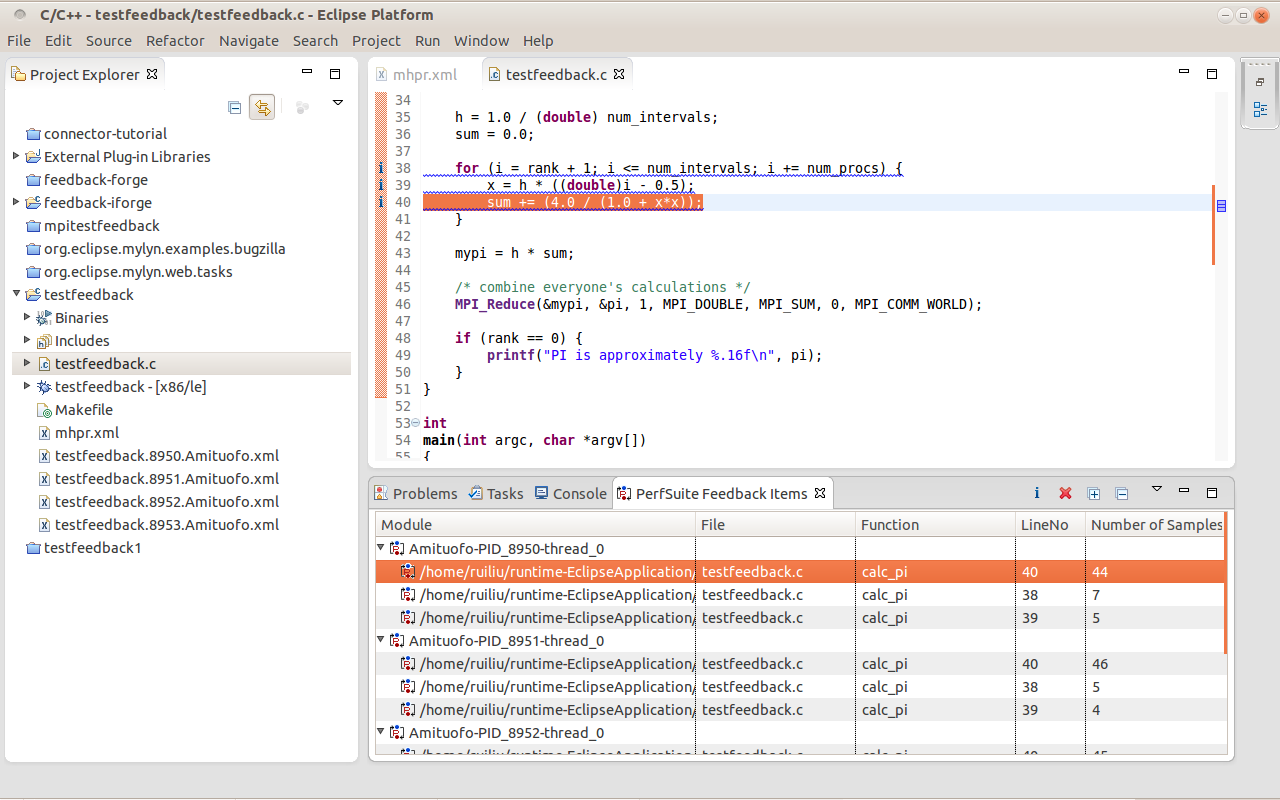 C/C++ - testfeedback/testfeedback.c - Eclipse Platform
File Edit Source Refactor Navigate Search Project Run Window Help
Project Explorer
connector-tutorial
External Plug-in Libraries
feedback-forge
feedback-iforge
mpitestfeedback
org.eclipse.mylyn.examples.bugzilla
org.eclipse.mylyn.web.tasks
testfeedback
Binaries
Includes
testfeedback.c
testfeedback - [x86/le]
Makefile
mhpr.xml
testfeedback.8950.Amituofo.xml
testfeedback.8951.Amituofo.xml
testfeedback.8952.Amituofo.xml
testfeedback.8953.Amituofo.xml
testfeedback1
mhpr.xml testfeedback.c
34
35 h = 1.0 / (double) num_intervals;
36 sum = 0.0;
37
38 for (i = rank + 1; i <= num_intervals; i += num_procs) {
39 x = h * ((double)i - 0.5);
40 sum += (4.0 / (1.0 + x*x));
41 }
42
43 mypi = h * sum;
44
45 /* combine everyone's calculations */
46 MPI_Reduce(&mypi, &pi, 1, MPI_DOUBLE, MPI_SUM, 0, MPI_COMM_WORLD);
47
48 if (rank == 0) {
49 printf("PI is approximately %.16f\n", pi);
50 }
51 }
52
53 int
54 main(int argc, char *argv[])
55 {
Problems Tasks Console PerfSuite Feedback Items
Module File Function LineNo Number of Samples
Amituofo-PID_8950-thread_0
/home/ruiliu/runtime-EclipseApplication/ testfeedback.c calc_pi 40 44
/home/ruiliu/runtime-EclipseApplication/ testfeedback.c calc_pi 38 7
/home/ruiliu/runtime-EclipseApplication/ testfeedback.c calc_pi 39 5
Amituofo-PID_8951-thread_0
/home/ruiliu/runtime-EclipseApplication/ testfeedback.c calc_pi 40 46
/home/ruiliu/runtime-EclipseApplication/ testfeedback.c calc_pi 38 5
/home/ruiliu/runtime-EclipseApplication/ testfeedback.c calc_pi 39 4
Amituofo-PID_8952-thread_0